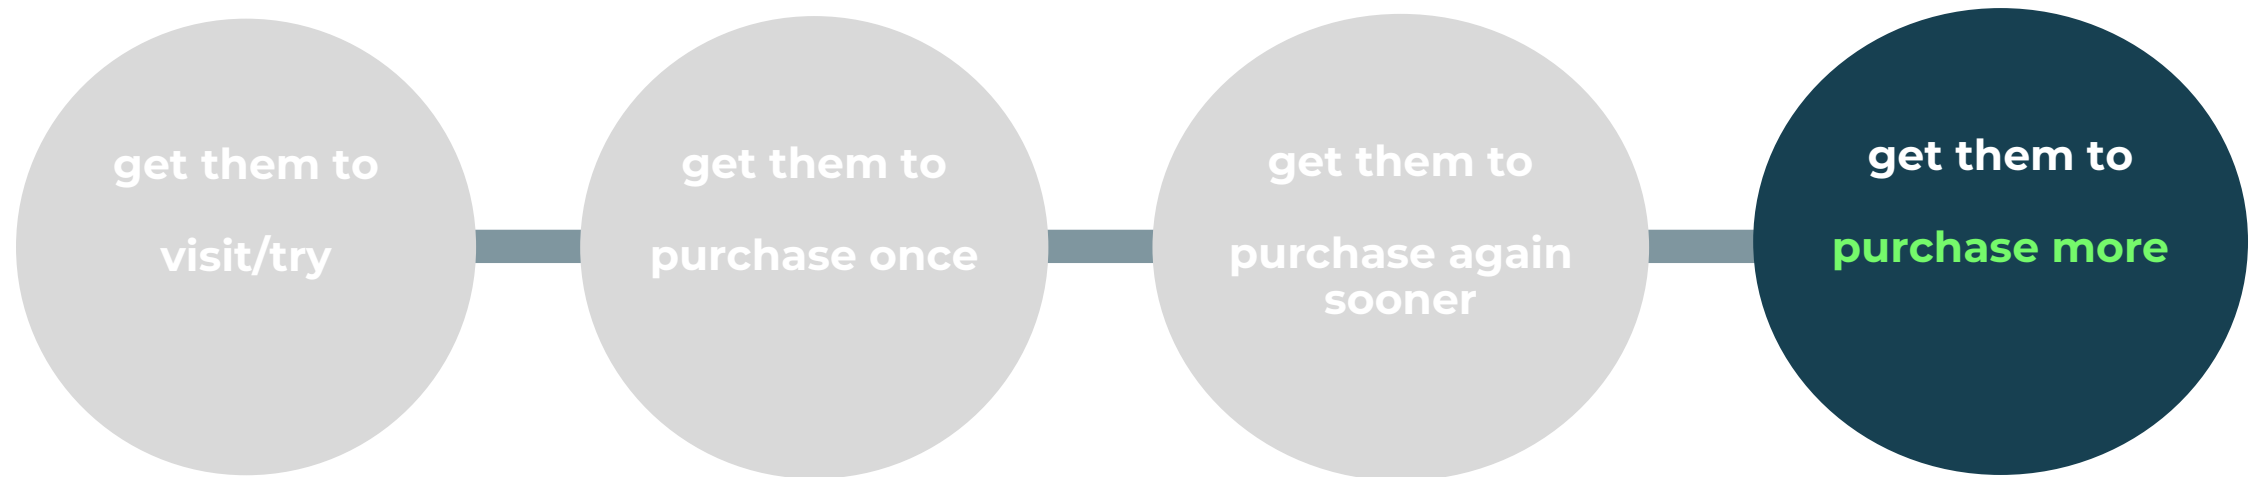 get them to
visit/try
get them to
purchase once
get them to
purchase again
sooner
get them to
purchase more